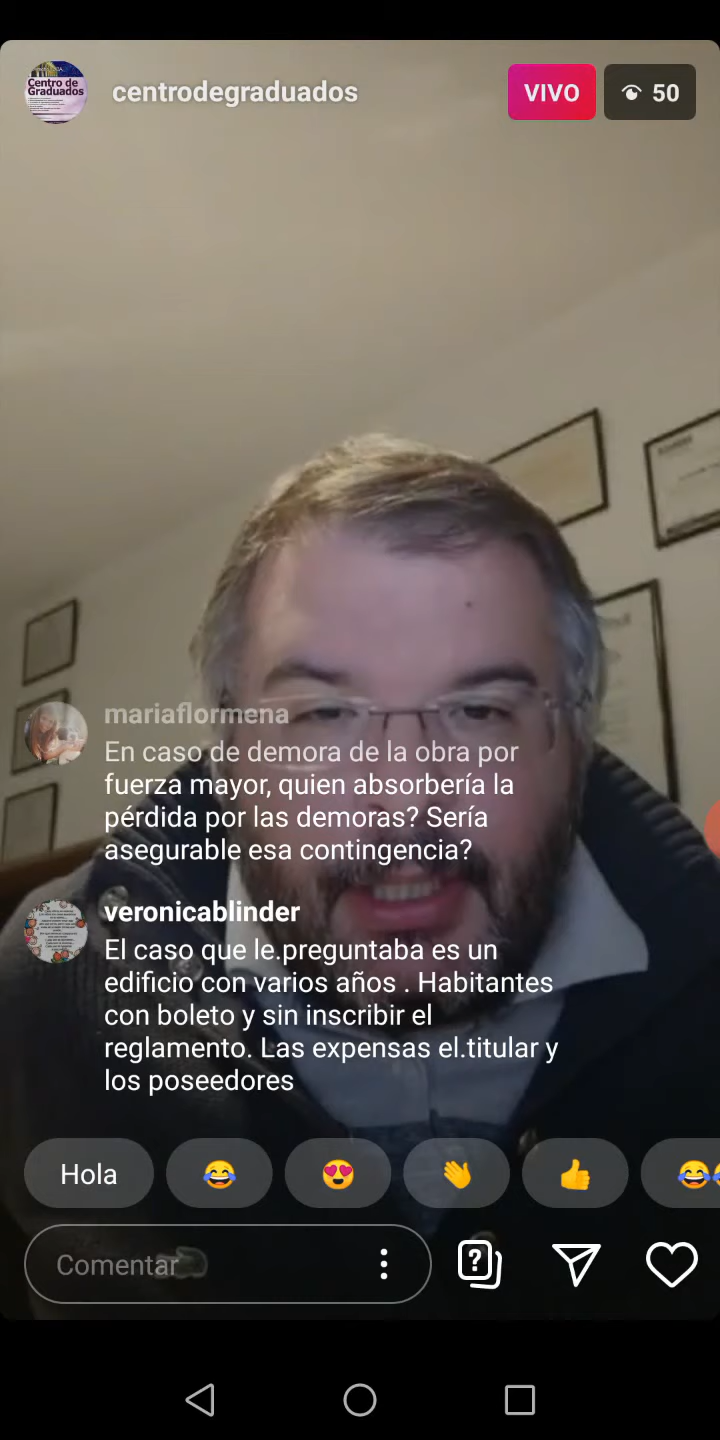 Centro de
Graduados
centrodegraduados
VIVO
50
mariaflormena
En caso de demora de la obra por
fuerza mayor, quien absorbería la
pérdida por las demoras? Sería
asegurable esa contingencia?
veronicablinder
El caso que le.preguntaba es un
edificio con varios años . Habitantes
con boleto y sin inscribir el
reglamento. Las expensas el.titular y
los poseedores
Hola
Comentar